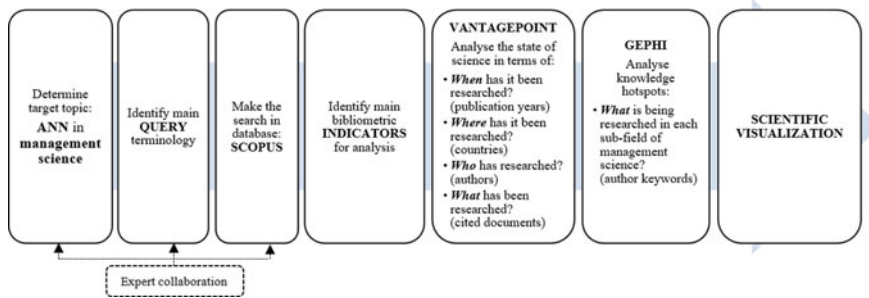 Determine target
topic:
ANN in
management
science
Identify main
QUERY
terminology
Make the
search in
database:
SCOPUS
Identify main
bibliometric
INDICATORS
for analysis
VANTAGEPOINT
Analyse the state of
science in terms of:
• When has it been
researched?
(publication years)
• Where has it been
researched?
(countries)
• Who has researched?
(authors)
• What has been
researched?
(cited documents)
GEPHI
Analyse
knowledge
hotspots:
• What is being
researched in each
sub-field of
management
science?
(author keywords)
SCIENTIFIC
VISUALIZATION
Expert collaboration